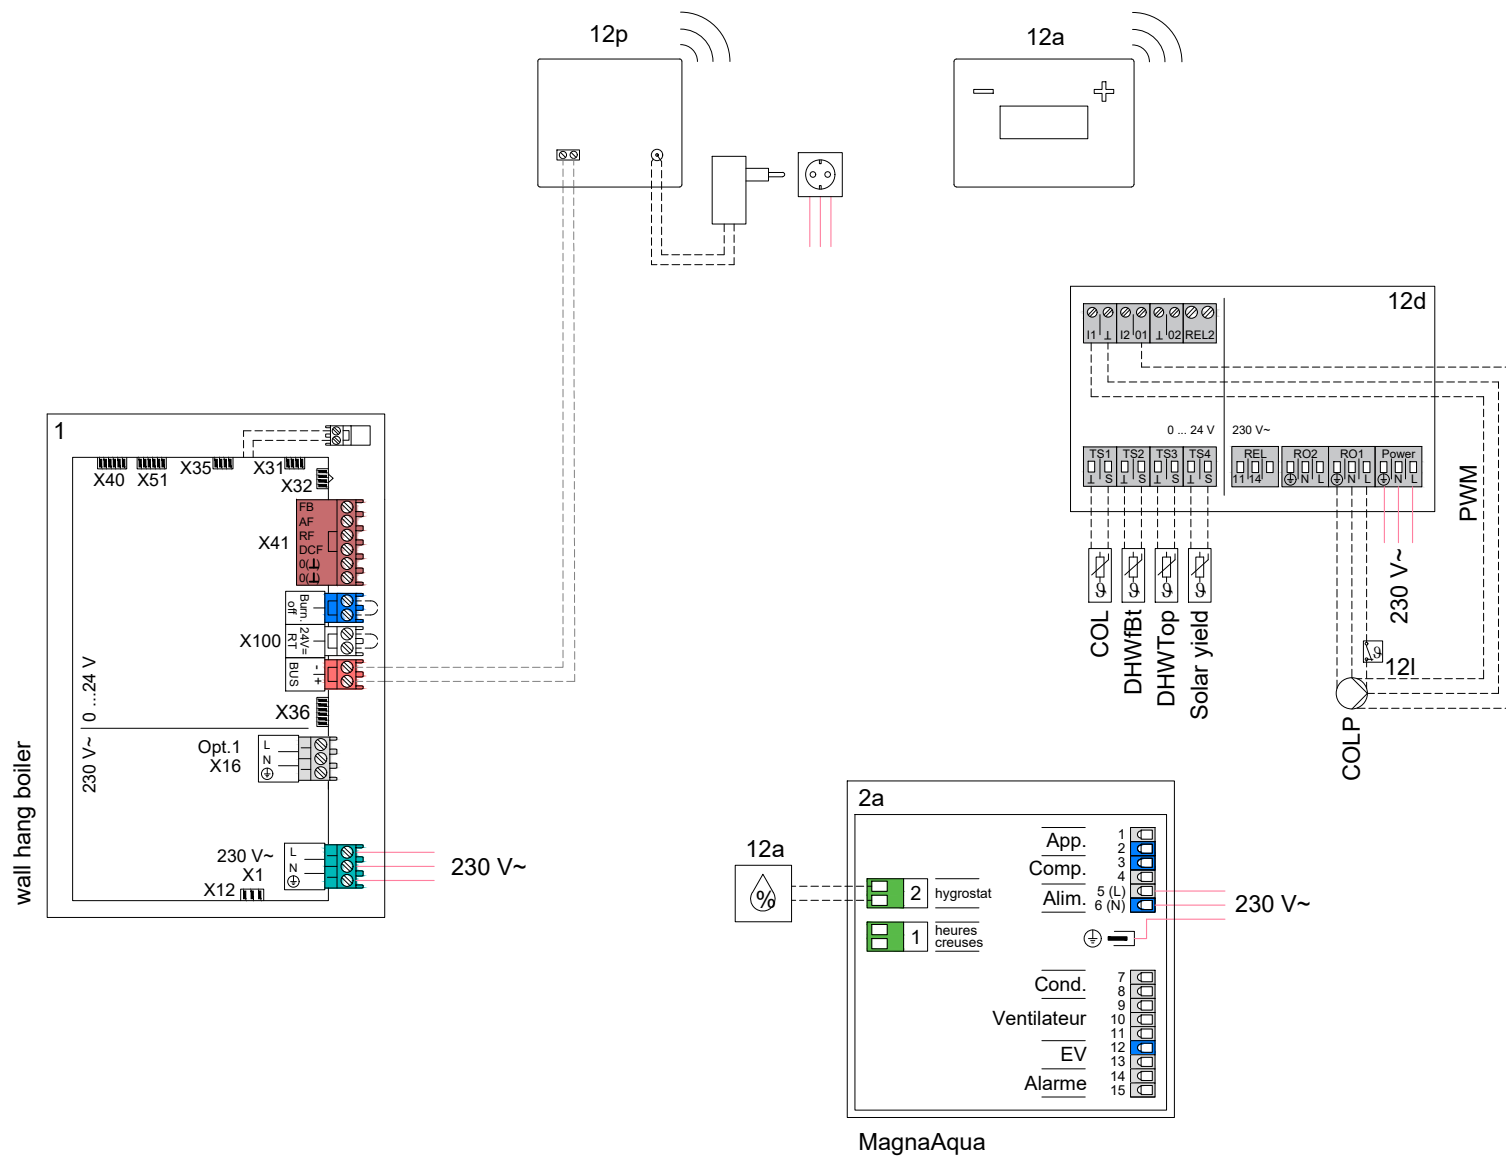 12p
12a
12d
I1 ⊥ I2 01 ⊥ 02 REL2
0 ... 24 V 230 V~
TS1 TS2 TS3 TS4 REL RO2 RO1 Power
⊥ S ⊥ S ⊥ S ⊥ S 11 14 N L N L N L
PWM
COL
DHWfBt
DHWTop
Solar yield
230 V~
12l
COLP
1
X40 X51 X35 X31
X32
X41
FB
AF
RF
DCF
0(⊥)
0(⊥)
Burn.
off
X100
24V=
RT
BUS
-
+
X36
0 ...24 V
230 V~
Opt.1
X16
L
N
wall hang boiler
230 V~
X1
X12
L
N
230 V~
2a
12a
%
2 hygrostat
1 heures
creuses
App.
Comp.
Alim.
1
2
3
4
5 (L)
6 (N)
230 V~
Cond.
Ventilateur
EV
Alarme
7
8
9
10
11
12
13
14
15
MagnaAqua